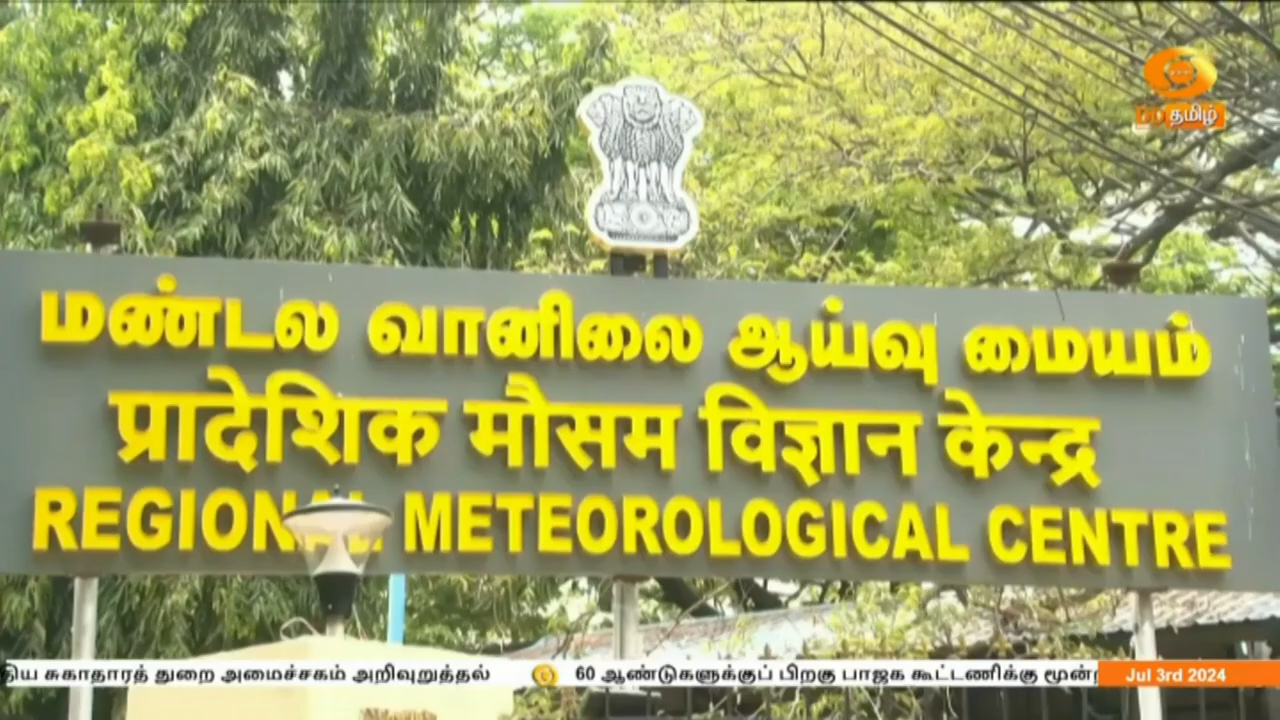 DD தமிழ்
மண்டல வானிலை ஆய்வு மையம்
प्रादेशिक मौसम विज्ञान केन्द्र
REGIONAL METEOROLOGICAL CENTRE
சுகாதாரத் துறை அமைச்சகம் அறிவுறுத்தல் 60 ஆண்டுகளுக்குப் பிறகு பாஜக கூட்டணிக்கு Jul 3rd 2024